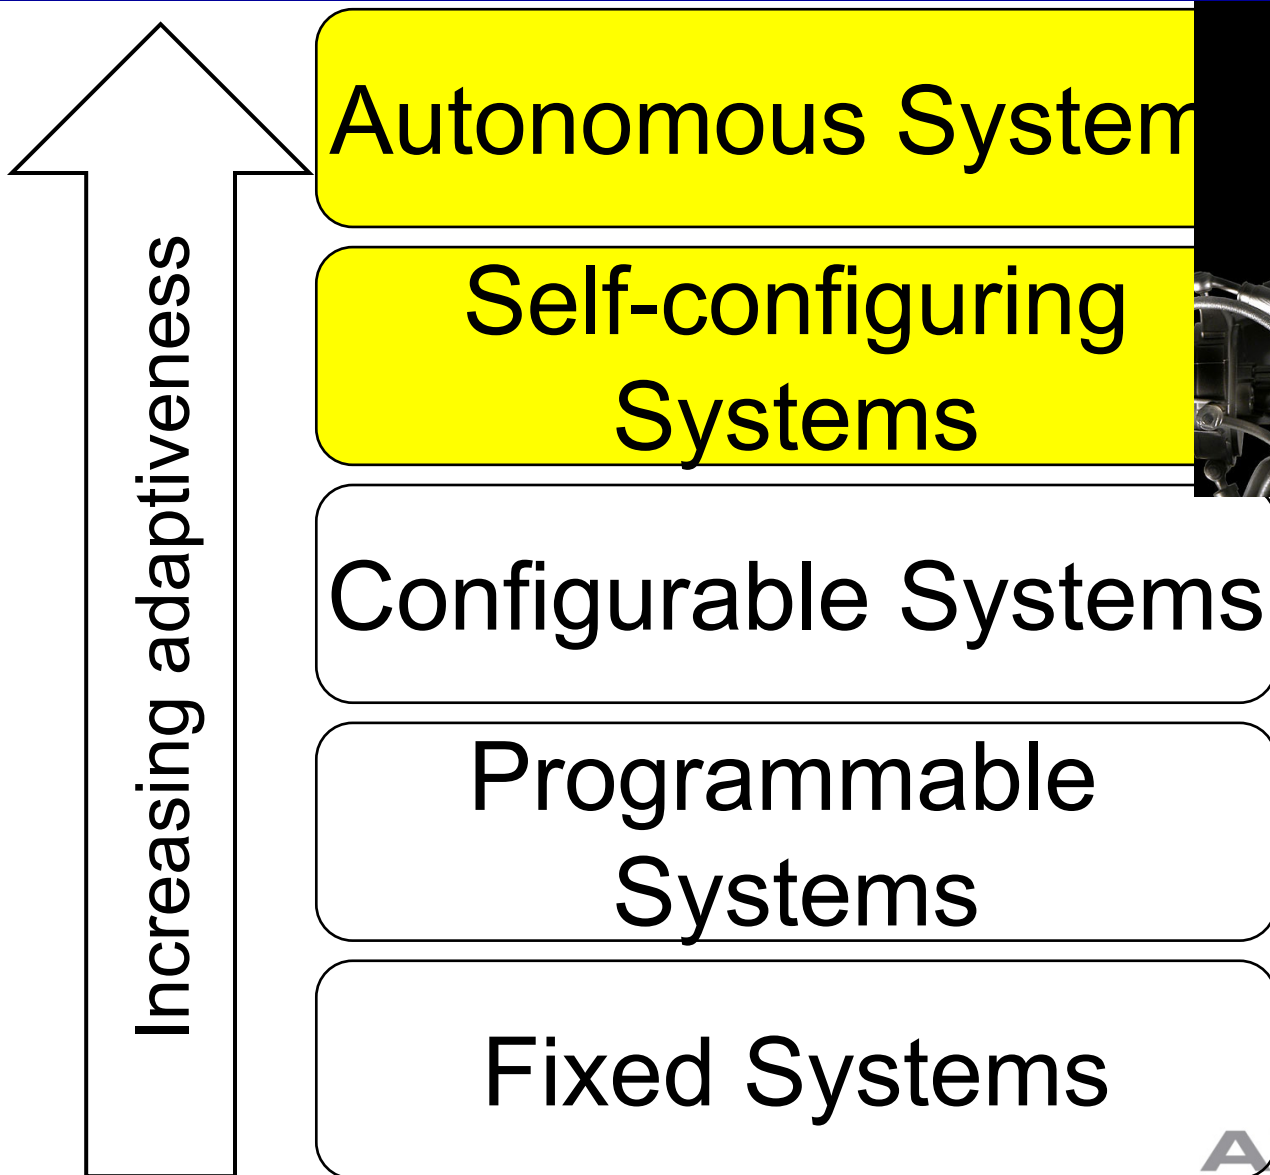 Autonomous System
Self-configuring
Systems
Configurable Systems
Programmable
Systems
Fixed Systems
Increasing adaptiveness
A